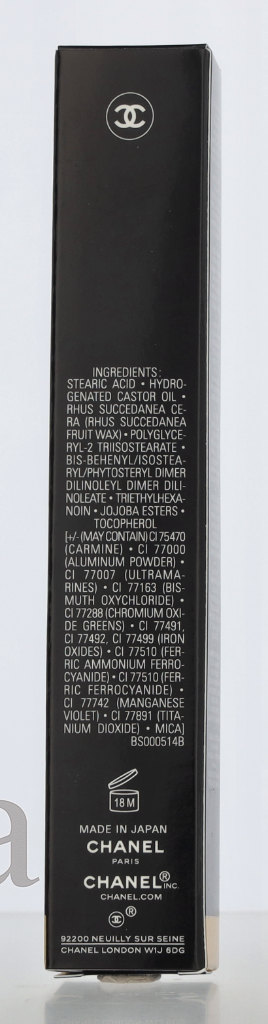 INGREDIENTS:
STEARIC ACID • HYDRO-
GENATED CASTOR OIL •
RHUS SUCCEDANEA CE-
RA (RHUS SUCCEDANEA
FRUIT WAX) • POLYGLYCE-
RYL-2 TRIISOSTEARATE •
BIS-BEHENYL/ISOSTEA-
RYL/PHYTOSTERYL DIMER
DILINOLEYL DIMER DILI-
NOLEATE • TRIETHYLHEXA-
NOIN • JOJOBA ESTERS •
TOCOPHEROL
[+/- (MAY CONTAIN) CI 75470
(CARMINE) • CI 77000
(ALUMINUM POWDER) •
CI 77007 (ULTRAMA-
RINES) • CI 77163 (BIS-
MUTH OXYCHLORIDE) •
CI 77288 (CHROMIUM OXI-
DE GREENS) • CI 77491,
CI 77492, CI 77499 (IRON
OXIDES) • CI 77510 (FER-
RIC AMMONIUM FERRO-
CYANIDE) • CI 77510 (FER-
RIC FERROCYANIDE) •
CI 77742 (MANGANESE
VIOLET) • CI 77891 (TITA-
NIUM DIOXIDE) • MICA]
BS000514B
18 M
MADE IN JAPAN
CHANEL
PARIS
CHANEL® INC.
CHANEL.COM
®
92200 NEUILLY SUR SEINE
CHANEL LONDON W1J 6DG
a